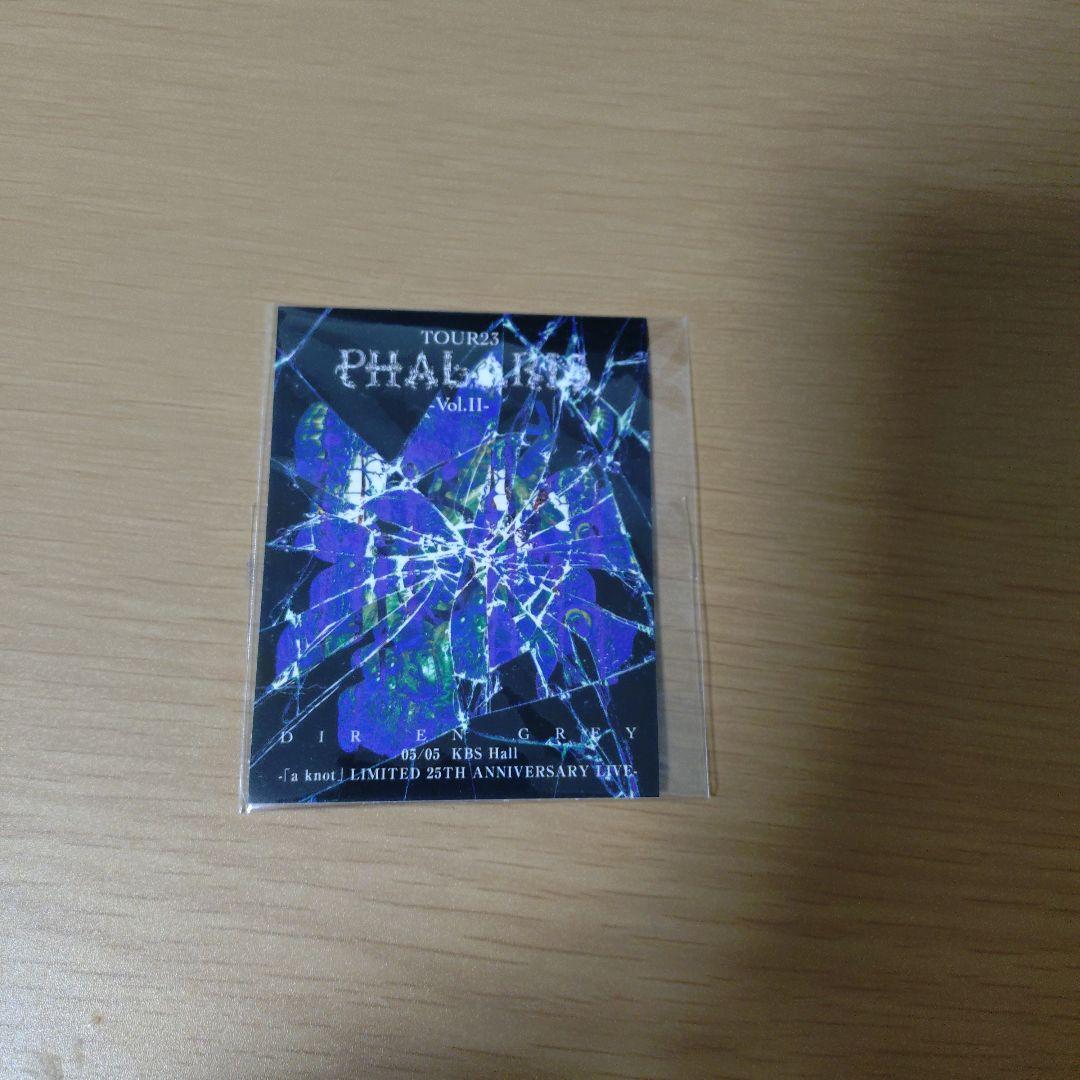 TOUR23
PHALARIS
-Vol.II-
DIR EN GREY
05/05 KBS Hall
-「a knot」LIMITED 25TH ANNIVERSARY LIVE-